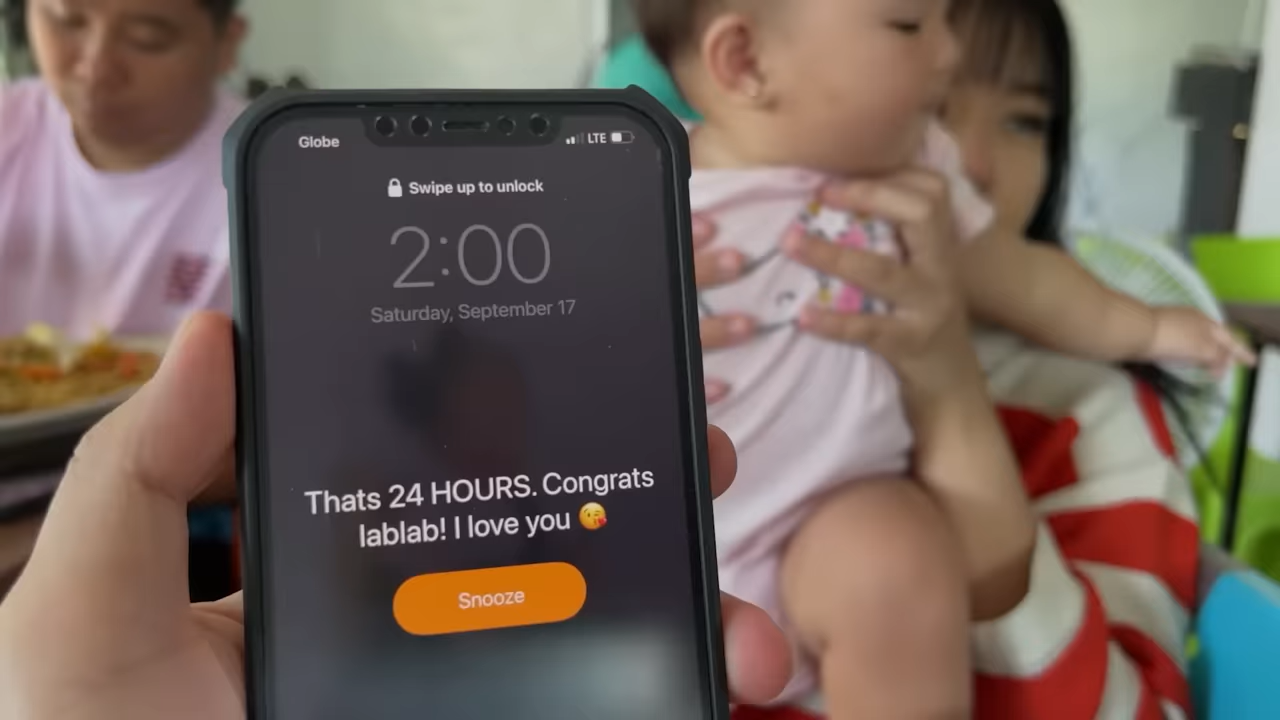 Globe
LTE
Swipe up to unlock
2:00
Saturday, September 17
Thats 24 HOURS. Congrats
lablab! I love you 😘
Snooze